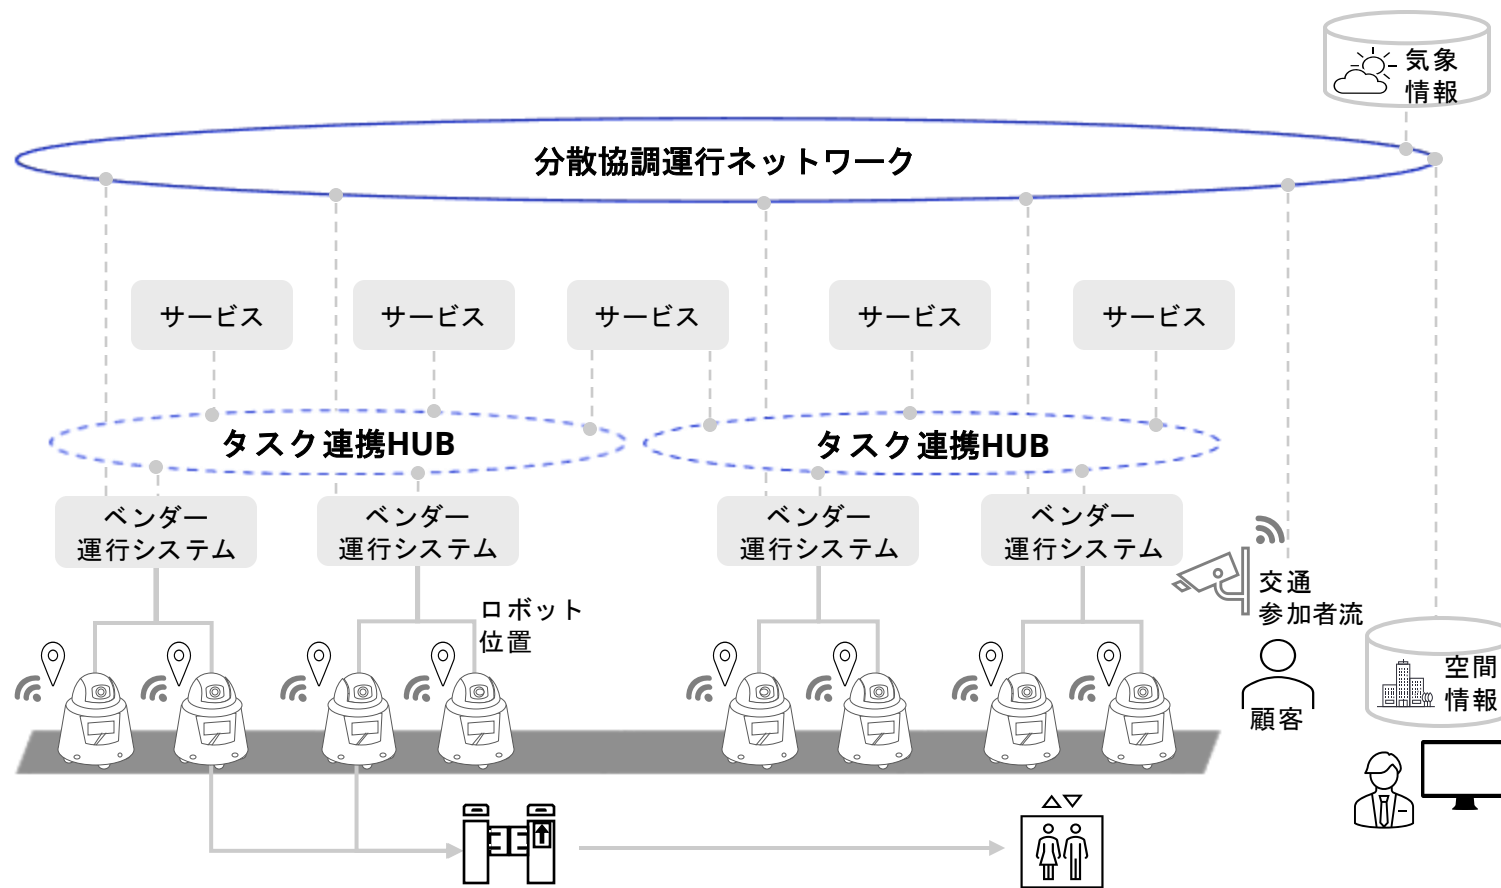 気象
情報
分散協調運行ネットワーク
サービス
サービス
サービス
サービス
サービス
タスク連携HUB
タスク連携HUB
ベンダー
運行システム
ベンダー
運行システム
ベンダー
運行システム
ベンダー
運行システム
ロボット
位置
交通
参加者流
顧客
空間
情報